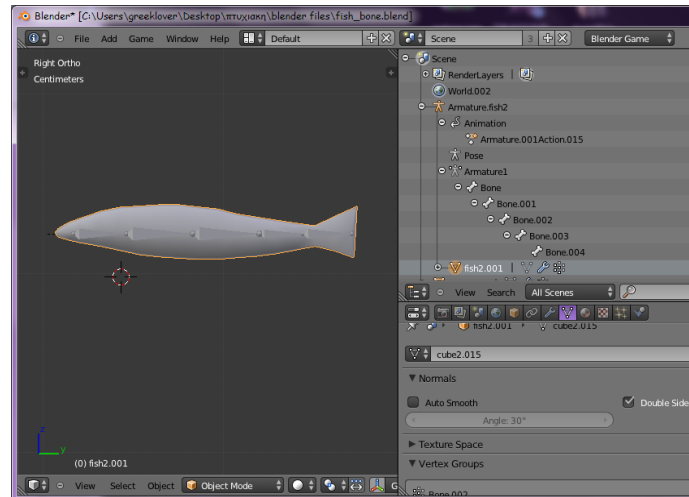 Blender* [C:\Users\greeklover\Desktop\πτυχιακη\blender files\fish_bone.blend]
File Add Game Window Help Default Scene 3 Blender Game
Right Ortho
Centimeters
(0) fish2.001
View Select Object Object Mode G
Scene
RenderLayers |
World.002
Armature.fish2
Animation
Armature.001Action.015
Pose
Armature1
Bone
Bone.001
Bone.002
Bone.003
Bone.004
fish2.001 |
View Search All Scenes
fish2.001 cube2.015
cube2.015
Normals
Auto Smooth Double Side
Angle: 30°
Texture Space
Vertex Groups
Bone.002
z
y